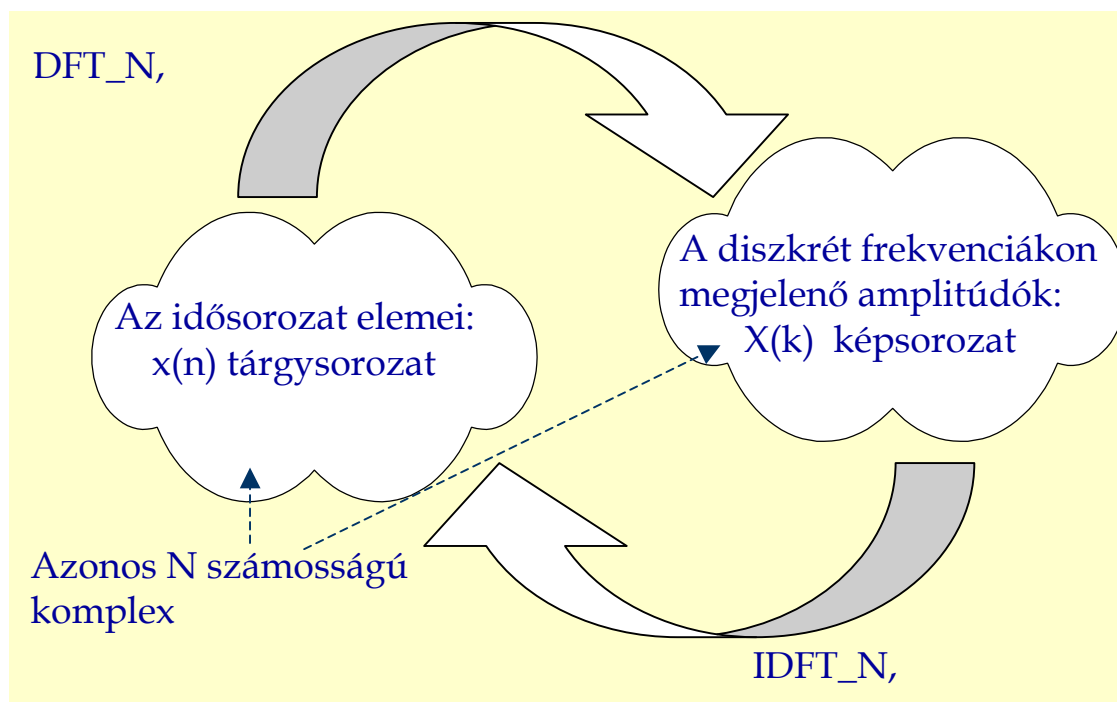 DFT_N,
Az idősorozat elemei:
x(n) tárgysorozat
A diszkrét frekvenciákon
megjelenő amplitúdók:
X(k) képsorozat
Azonos N számosságú
komplex
IDFT_N,